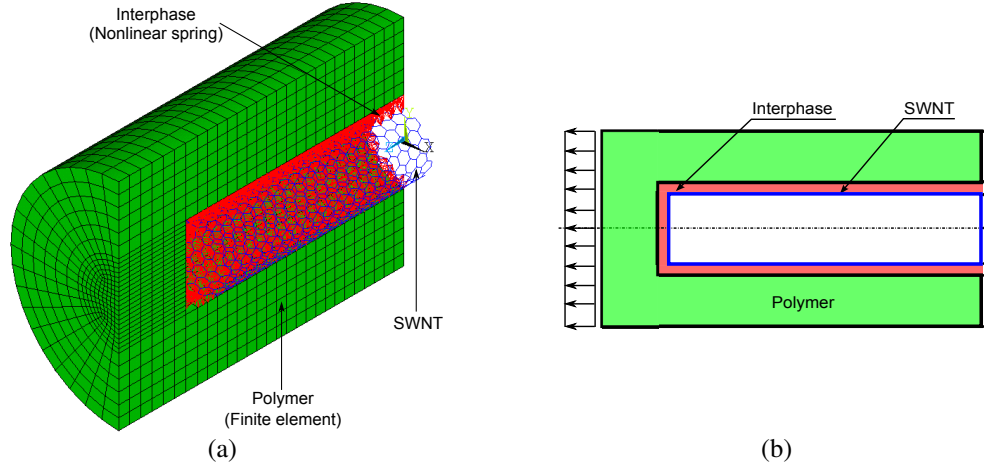 Interphase
(Nonlinear spring)
Y
X
SWNT
Polymer
(Finite element)
(a)
Interphase
SWNT
Polymer
(b)